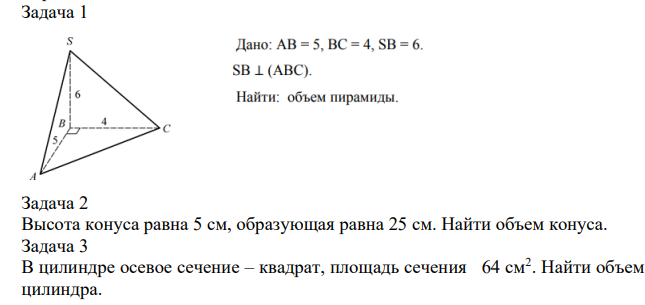 Задача 1
S
Дано: AB = 5, BC = 4, SB = 6.
SB ⊥ (ABC).
6
Найти: объем пирамиды.
B 4 C
5
A
Задача 2
Высота конуса равна 5 см, образующая равна 25 см. Найти объем конуса.
Задача 3
В цилиндре осевое сечение – квадрат, площадь сечения 64 см². Найти объем
цилиндра.